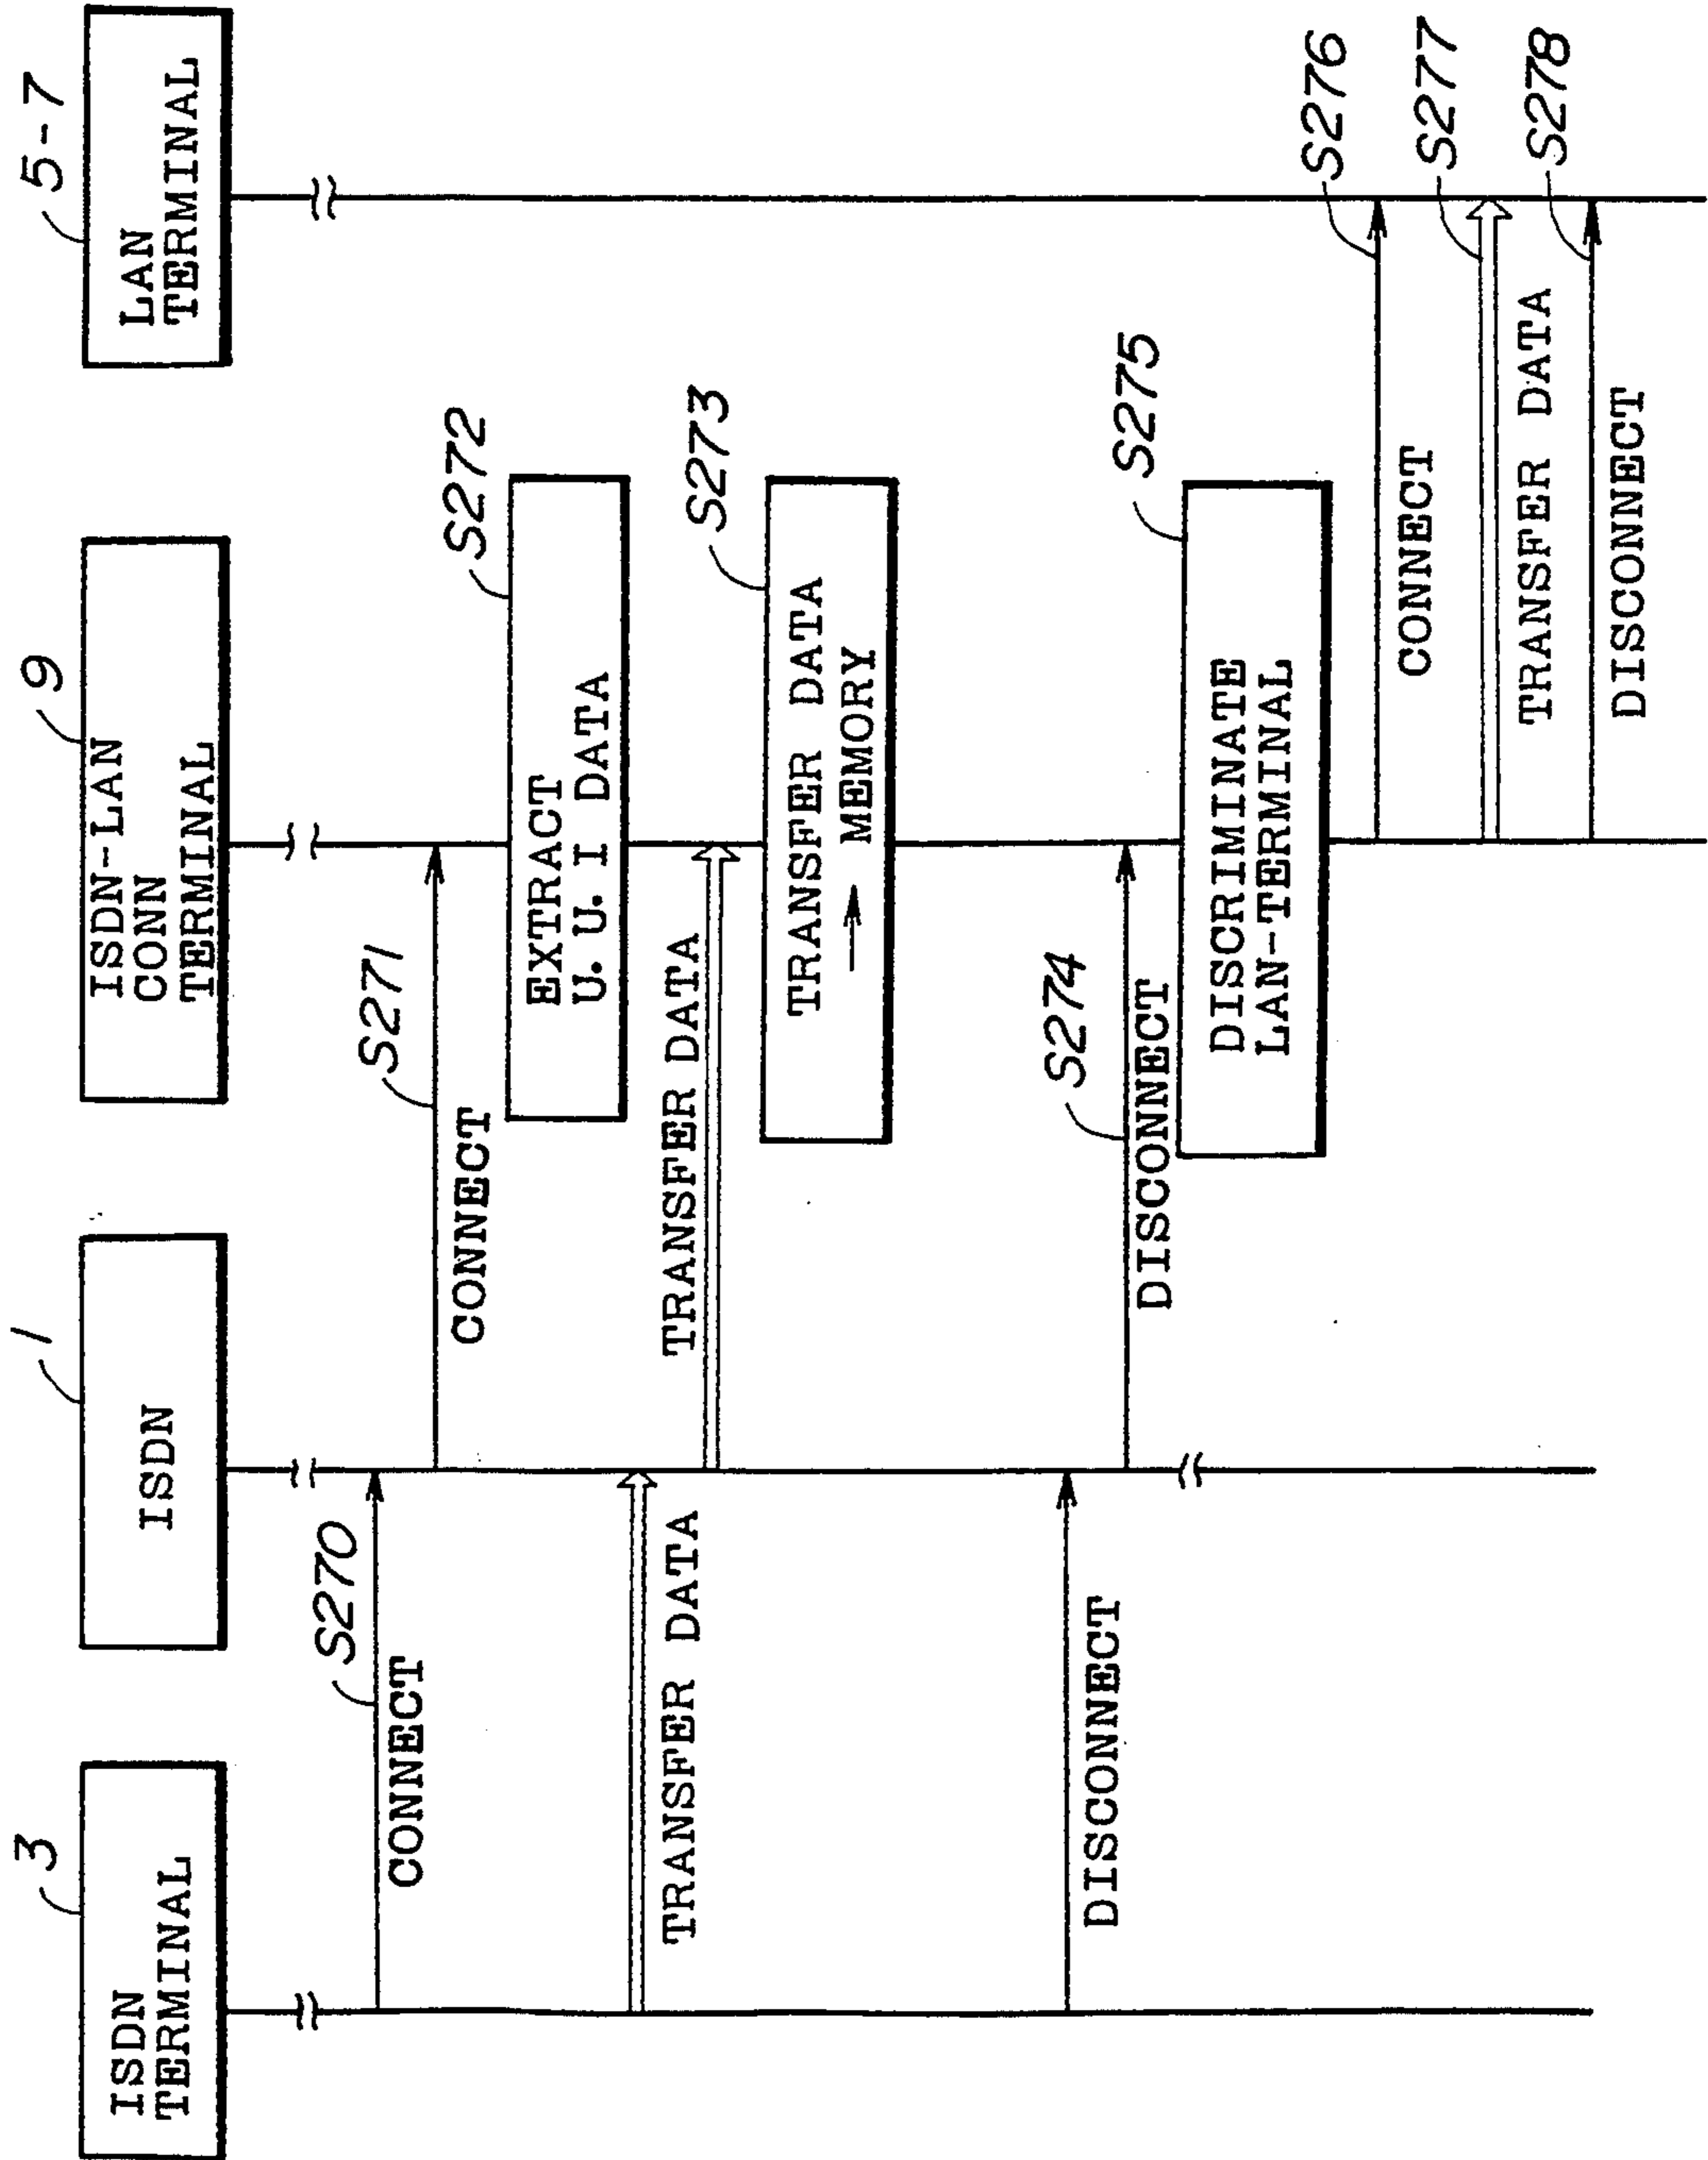 3
ISDN
TERMINAL
1
ISDN
9
ISDN-LAN
CONN
TERMINAL
5-7
LAN
TERMINAL
S270
CONNECT
S271
CONNECT
S272
EXTRACT
U. U. I DATA
TRANSFER DATA
TRANSFER DATA
S273
TRANSFER DATA
→ MEMORY
DISCONNECT
S274
DISCONNECT
S275
DISCRIMINATE
LAN-TERMINAL
S276
CONNECT
S277
TRANSFER DATA
S278
DISCONNECT